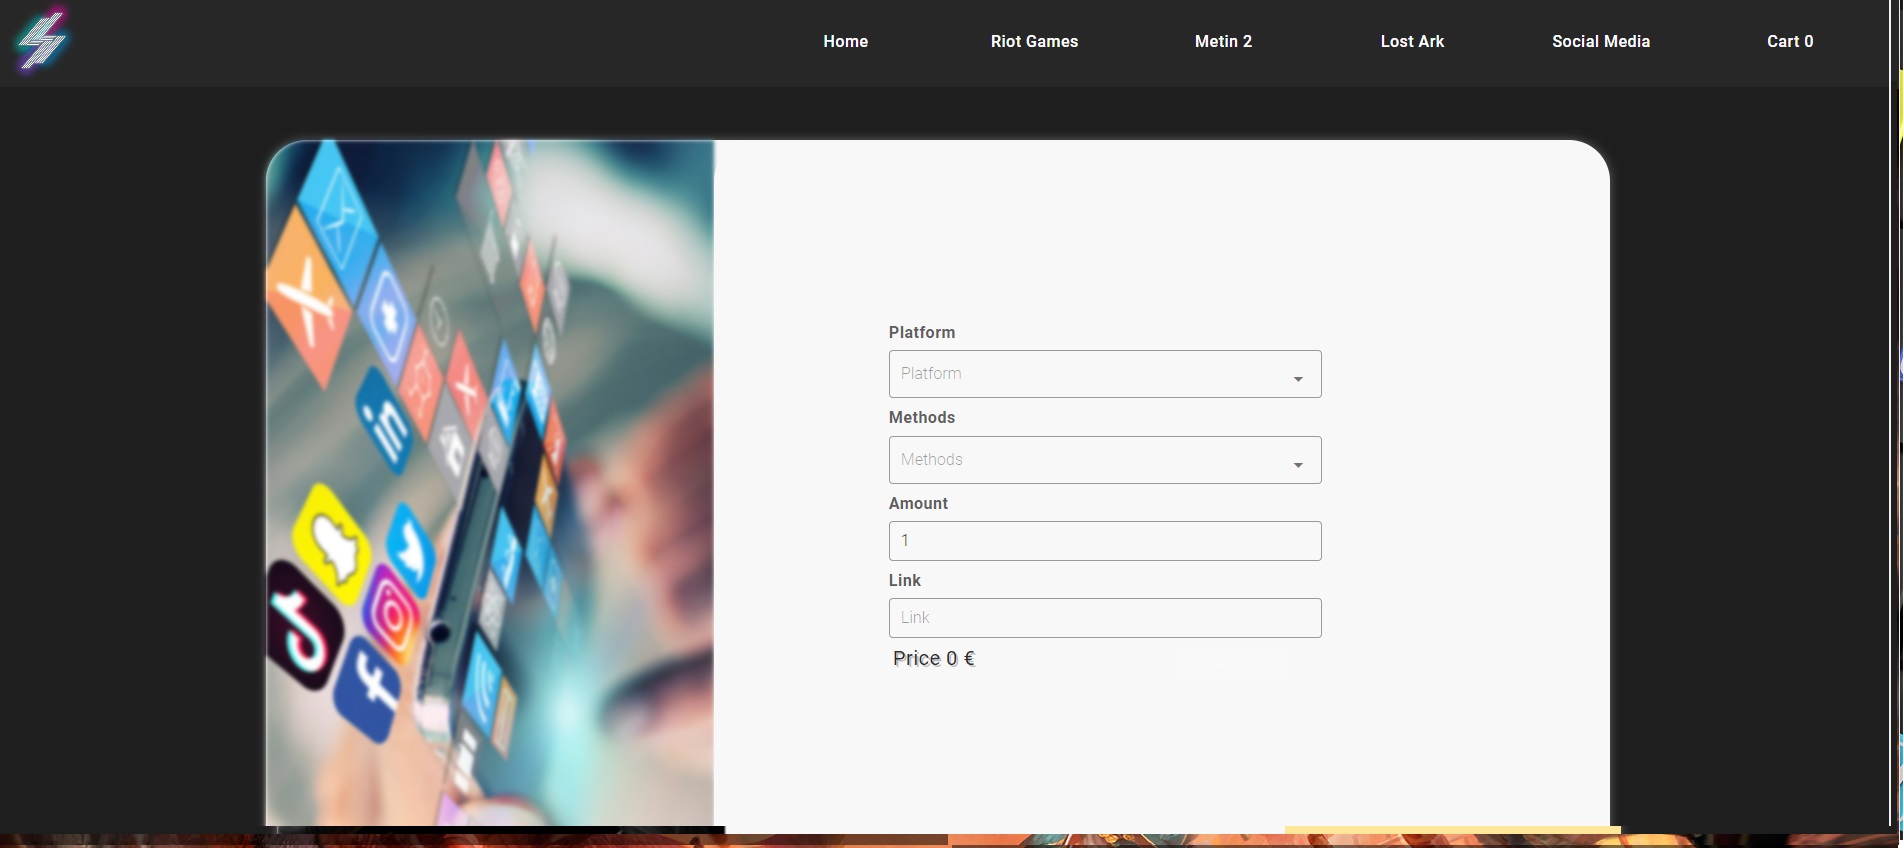 Home
Riot Games
Metin 2
Lost Ark
Social Media
Cart 0
Platform
Platform
Methods
Methods
Amount
1
Link
Link
Price 0 €